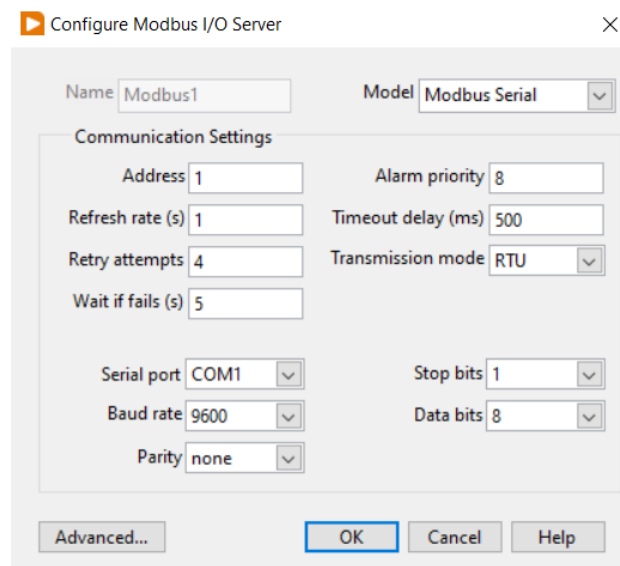 Configure Modbus I/O Server
Name Modbus1 Model Modbus Serial
Communication Settings
Address 1 Alarm priority 8
Refresh rate (s) 1 Timeout delay (ms) 500
Retry attempts 4 Transmission mode RTU
Wait if fails (s) 5
Serial port COM1 Stop bits 1
Baud rate 9600 Data bits 8
Parity none
Advanced... OK Cancel Help